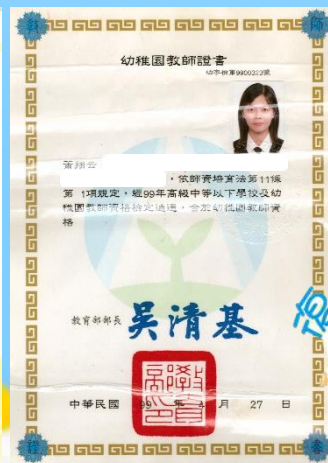 幼稚園教師證書
，依師資培育法第11條
第 1項規定，經99年高級中等以下學校及幼
稚園教師資格檢定通過，合於幼稚園教師資
格
教育部部長 吳清基
中華民國 99 年 月 27 日